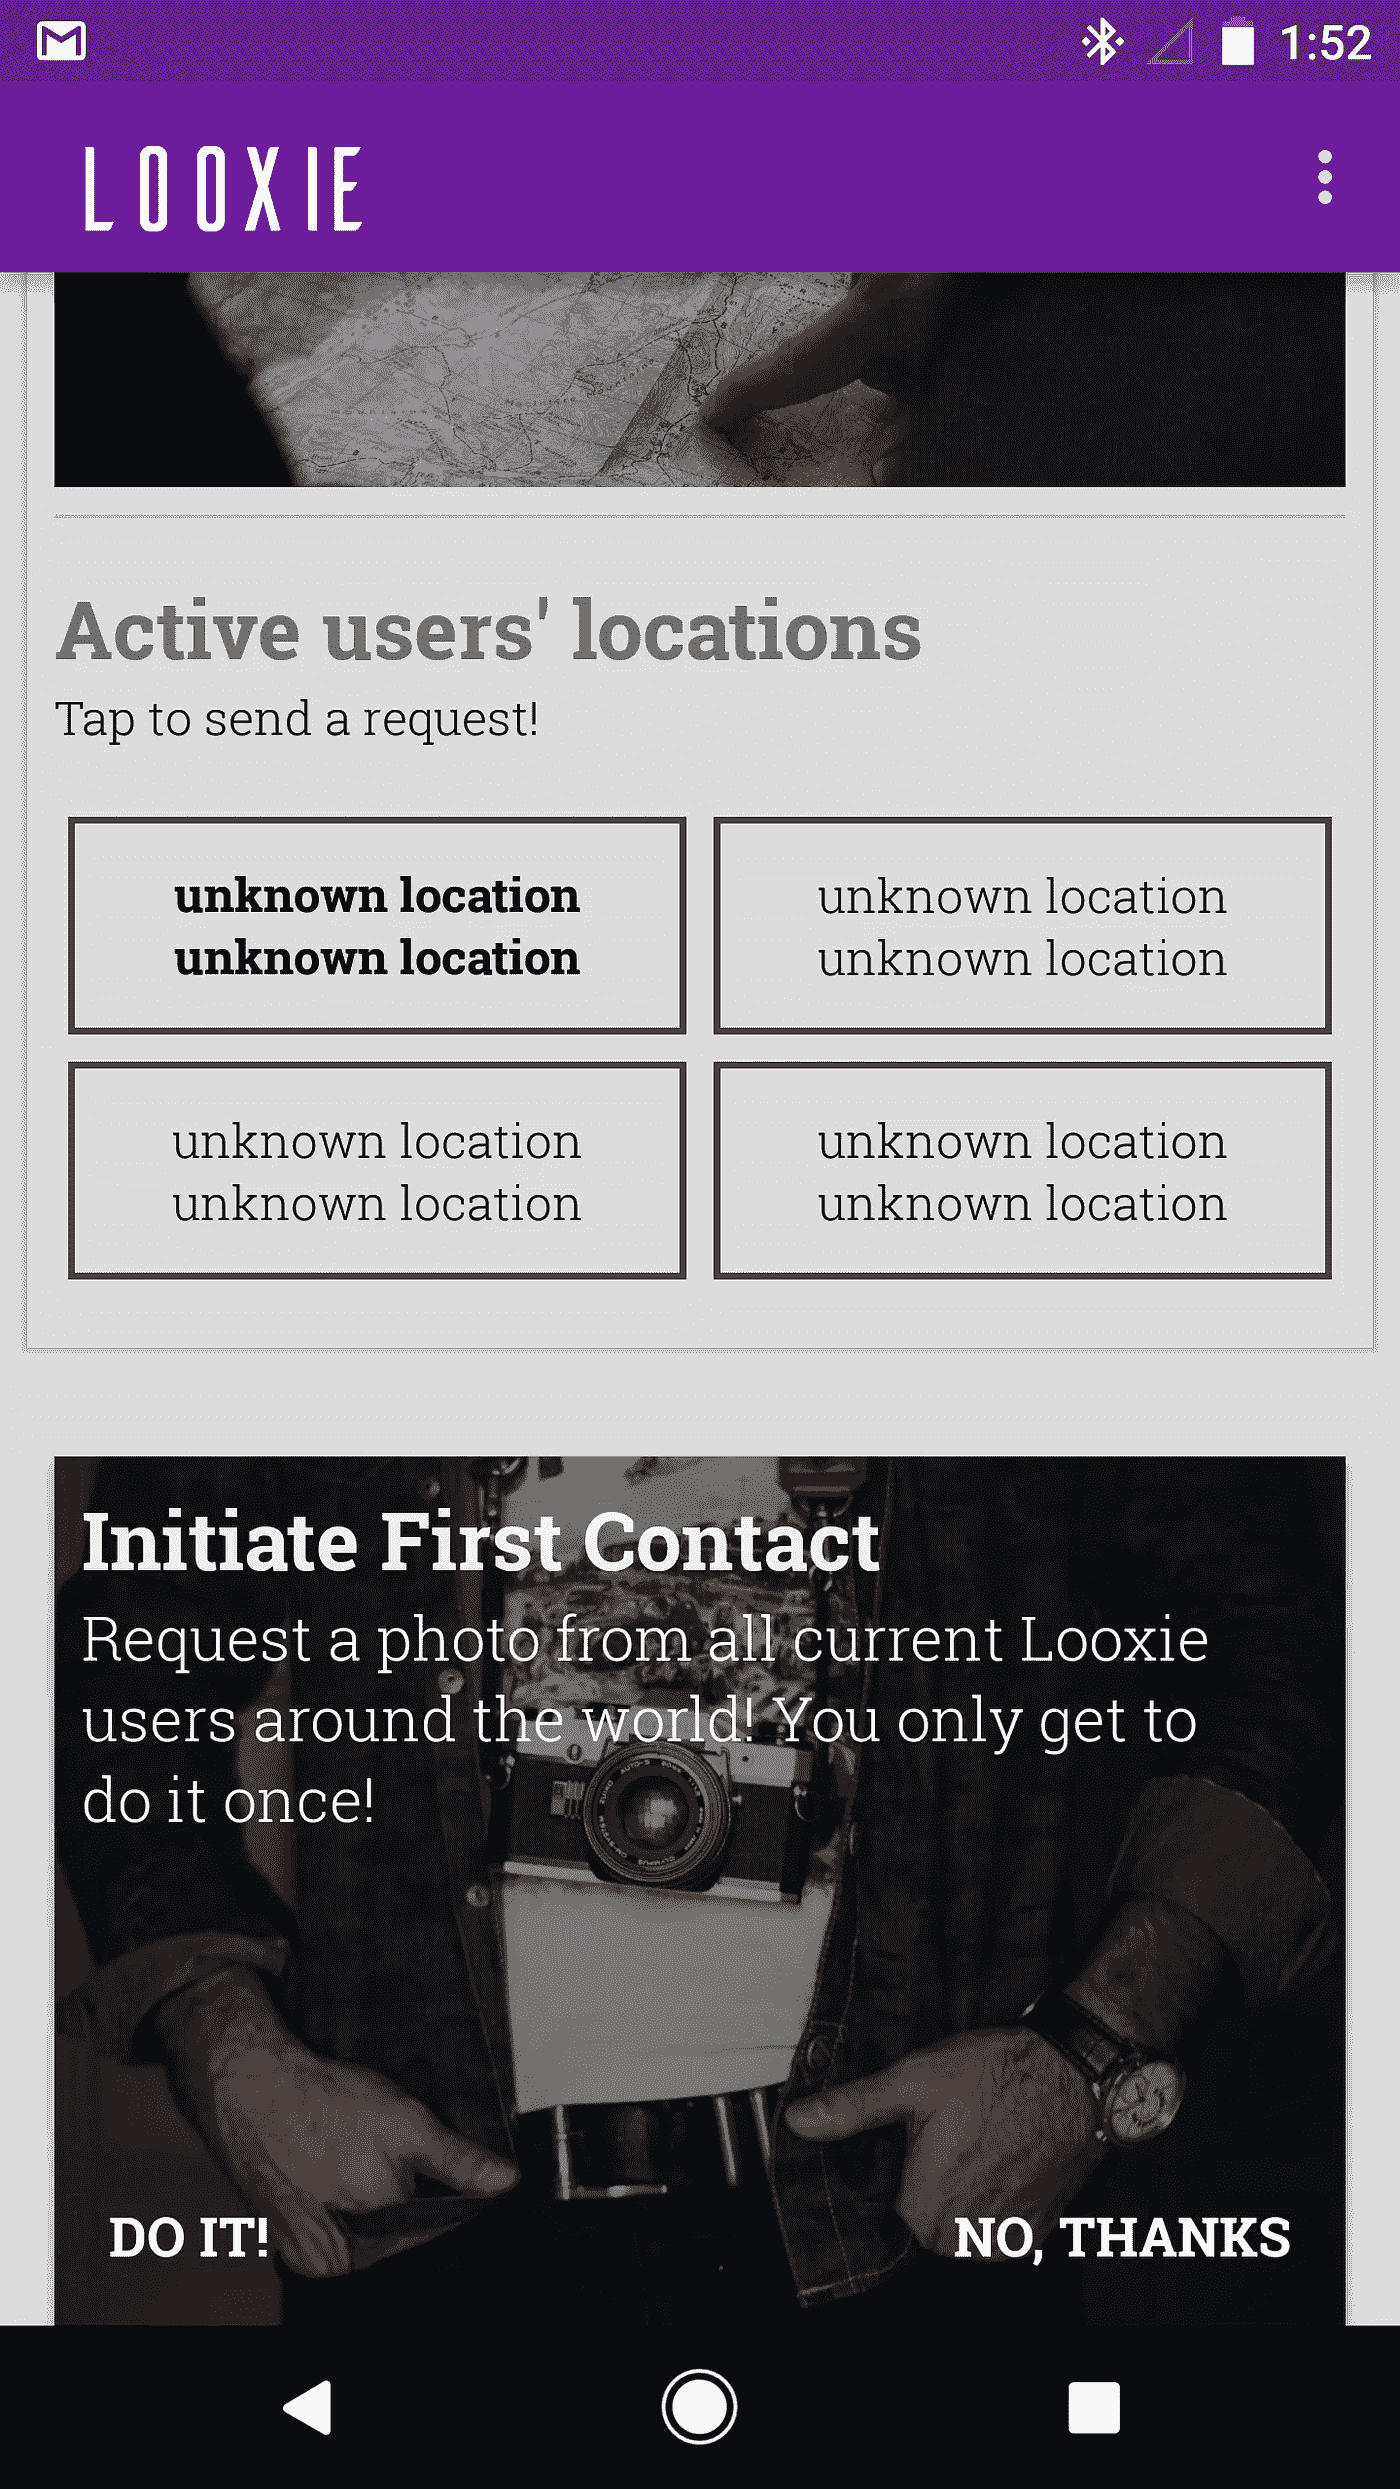 1:52
LOOXIE
Active users' locations
Tap to send a request!
unknown location
unknown location
unknown location
unknown location
unknown location
unknown location
unknown location
unknown location
Initiate First Contact
Request a photo from all current Looxie
users around the world! You only get to
do it once!
DO IT!
NO, THANKS